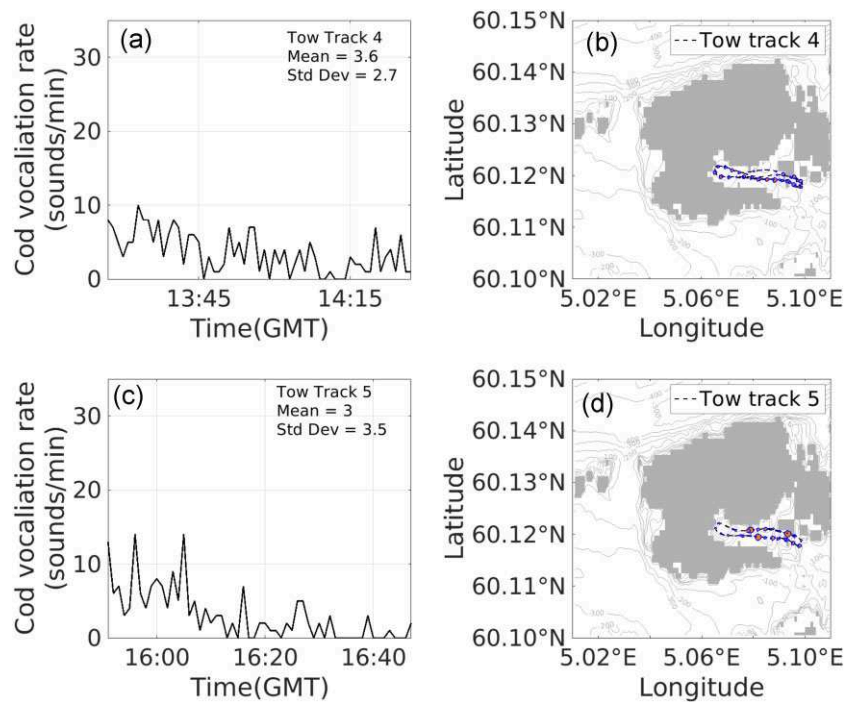 (a)
Tow Track 4
Mean = 3.6
Std Dev = 2.7
30
20
10
0
Cod vocaliation rate
(sounds/min)
13:45
14:15
Time(GMT)
(b)
Tow track 4
60.15°N
60.14°N
60.13°N
60.12°N
60.11°N
60.10°N
Latitude
5.02°E
5.06°E
5.10°E
Longitude
(c)
Tow Track 5
Mean = 3
Std Dev = 3.5
30
20
10
0
Cod vocaliation rate
(sounds/min)
16:00
16:20
16:40
Time(GMT)
(d)
Tow track 5
60.15°N
60.14°N
60.13°N
60.12°N
60.11°N
60.10°N
Latitude
5.02°E
5.06°E
5.10°E
Longitude